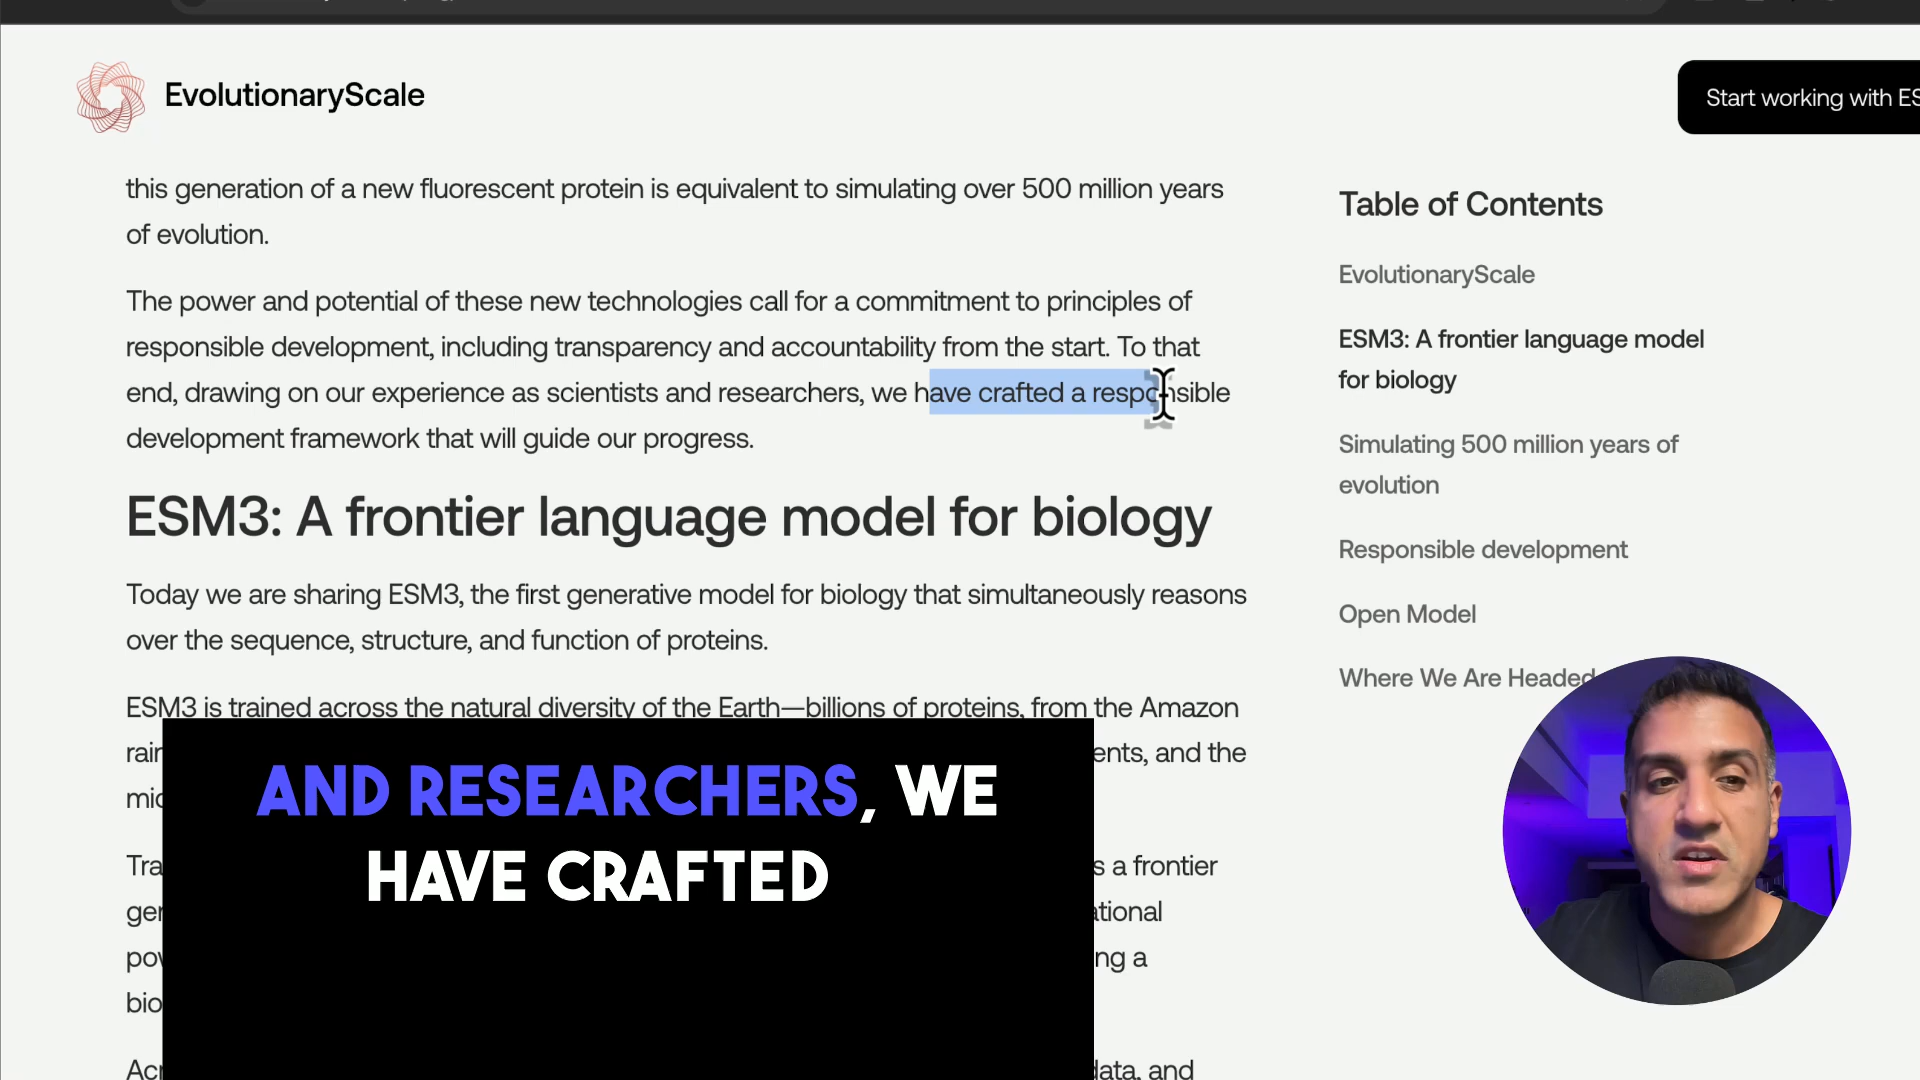 EvolutionaryScale
Start working with ES
this generation of a new fluorescent protein is equivalent to simulating over 500 million years
of evolution.
The power and potential of these new technologies call for a commitment to principles of
responsible development, including transparency and accountability from the start. To that
end, drawing on our experience as scientists and researchers, we have crafted a responsible
development framework that will guide our progress.
ESM3: A frontier language model for biology
Today we are sharing ESM3, the first generative model for biology that simultaneously reasons
over the sequence, structure, and function of proteins.
ESM3 is trained across the natural diversity of the Earth—billions of proteins, from the Amazon
ents, and the
s a frontier
ational
ng a
data, and
AND RESEARCHERS, WE
HAVE CRAFTED
Table of Contents
EvolutionaryScale
ESM3: A frontier language model
for biology
Simulating 500 million years of
evolution
Responsible development
Open Model
Where We Are Headed